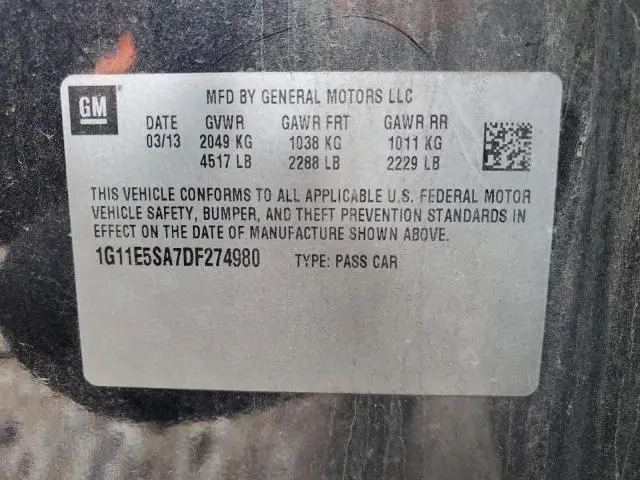 GM
MFD BY GENERAL MOTORS LLC
DATE GVWR GAWR FRT GAWR RR
03/13 2049 KG 1038 KG 1011 KG
4517 LB 2288 LB 2229 LB
THIS VEHICLE CONFORMS TO ALL APPLICABLE U.S. FEDERAL MOTOR
VEHICLE SAFETY, BUMPER, AND THEFT PREVENTION STANDARDS IN
EFFECT ON THE DATE OF MANUFACTURE SHOWN ABOVE.
1G11E5SA7DF274980 TYPE: PASS CAR